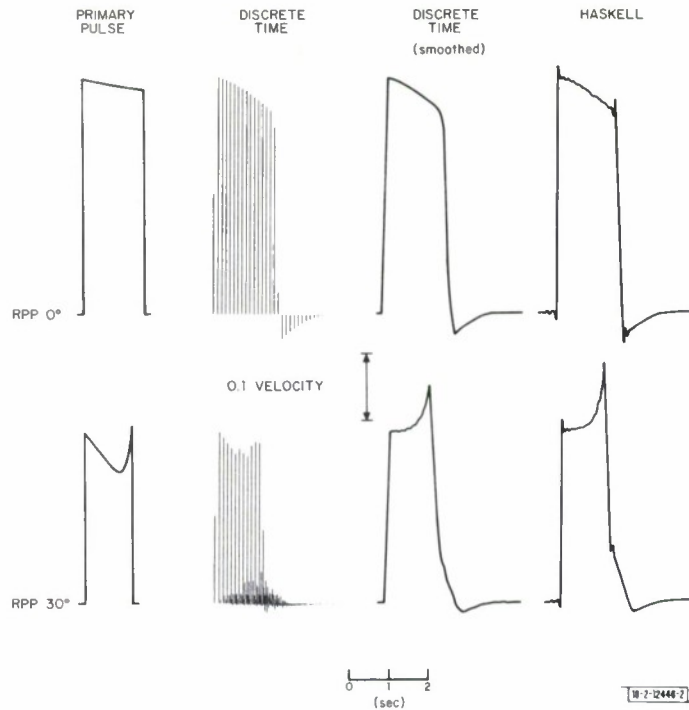 PRIMARY
PULSE
DISCRETE
TIME
DISCRETE
TIME
(smoothed)
HASKELL
RPP 0°
0.1 VELOCITY
RPP 30°
0 1 2
(sec)
18-2-12446-2